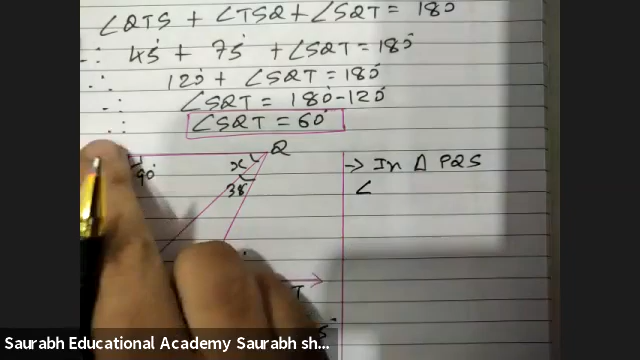 ∠QTS + ∠TSQ + ∠SQT = 180°
∴ 45° + 75° + ∠SQT = 180°
∴ 120° + ∠SQT = 180°
∴ ∠SQT = 180° - 120°
∴ ∠SQT = 60°
Q
x
90°
38°
T
→ In △ PQS
∠
Saurabh Educational Academy Saurabh sh...